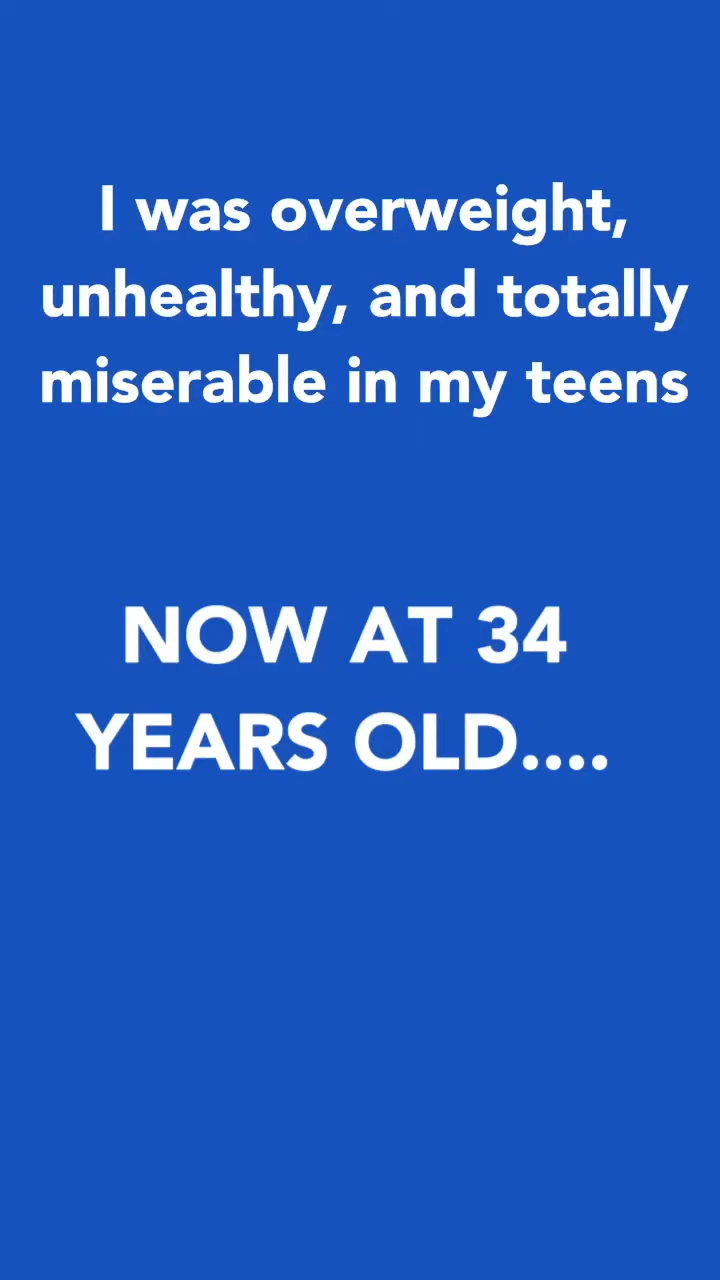 I was overweight,
unhealthy, and totally
miserable in my teens
NOW AT 34
YEARS OLD....